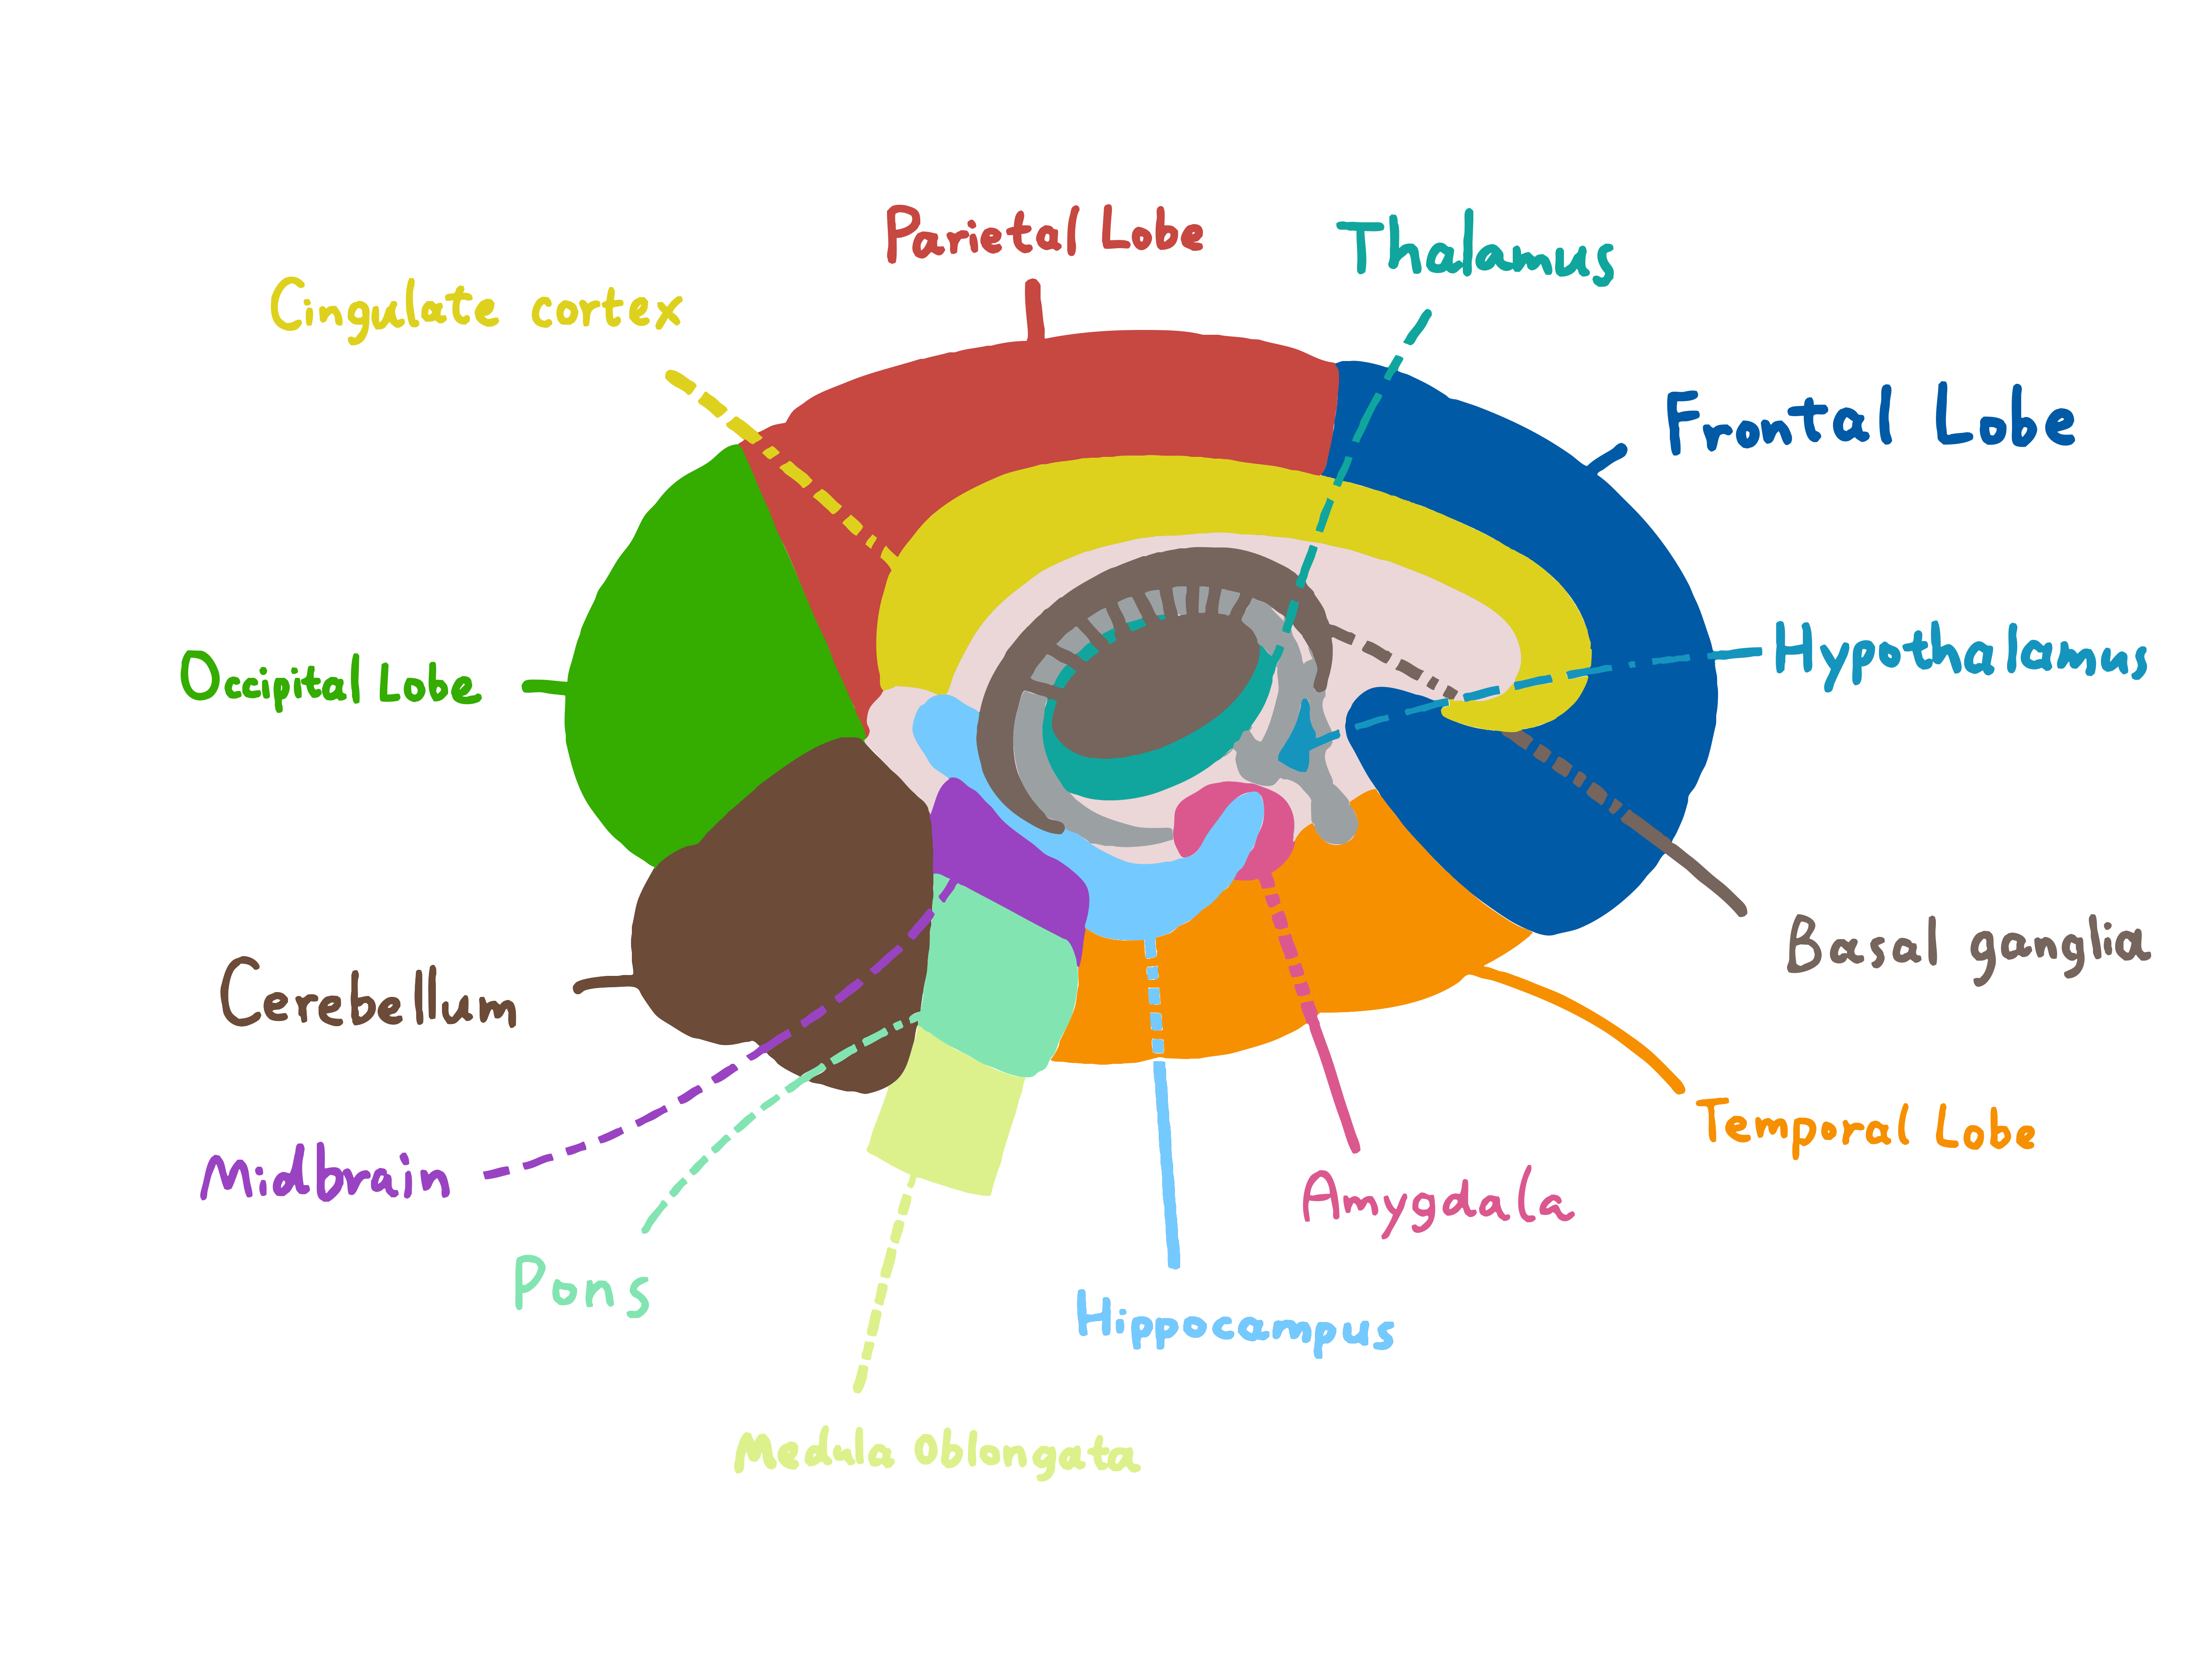 Parietal Lobe
Thalamus
Cingulate cortex
Frontal Lobe
Hypothalamus
Occipital Lobe
Basal ganglia
Cerebellum
Temporal Lobe
Midbrain
Amygdala
Pons
Hippocampus
Medulla Oblongata